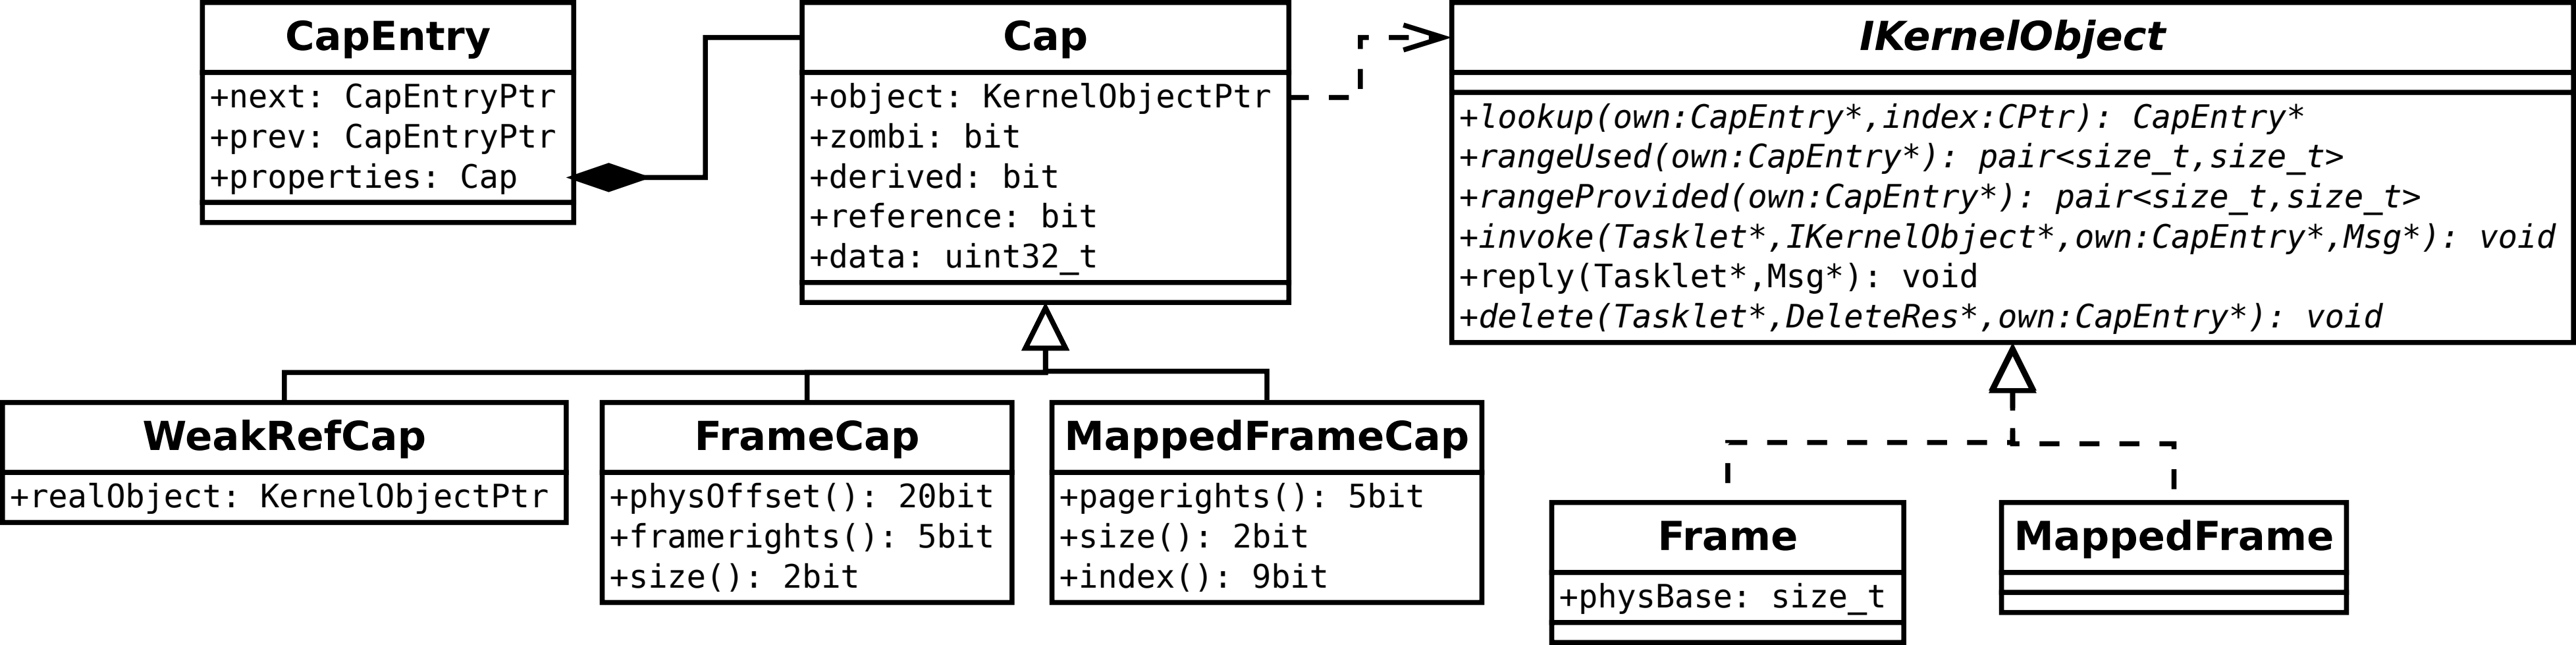 CapEntry
+next: CapEntryPtr
+prev: CapEntryPtr
+properties: Cap
Cap
+object: KernelObjectPtr
+zombi: bit
+derived: bit
+reference: bit
+data: uint32_t
IKernelObject
+lookup(own:CapEntry*,index:CPtr): CapEntry*
+rangeUsed(own:CapEntry*): pair<size_t,size_t>
+rangeProvided(own:CapEntry*): pair<size_t,size_t>
+invoke(Tasklet*,IKernelObject*,own:CapEntry*,Msg*): void
+reply(Tasklet*,Msg*): void
+delete(Tasklet*,DeleteRes*,own:CapEntry*): void
WeakRefCap
+realObject: KernelObjectPtr
FrameCap
+physOffset(): 20bit
+framerights(): 5bit
+size(): 2bit
MappedFrameCap
+pagerights(): 5bit
+size(): 2bit
+index(): 9bit
Frame
+physBase: size_t
MappedFrame